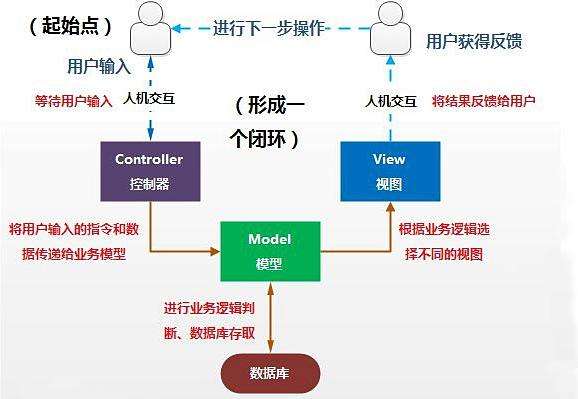 （起始点）
进行下一步操作
用户输入
用户获得反馈
等待用户输入
人机交互
（形成一
个闭环）
人机交互
将结果反馈给用户
Controller
控制器
View
视图
将用户输入的指令和数
据传递给业务模型
Model
模型
根据业务逻辑选
择不同的视图
进行业务逻辑判
断、数据库存取
数据库